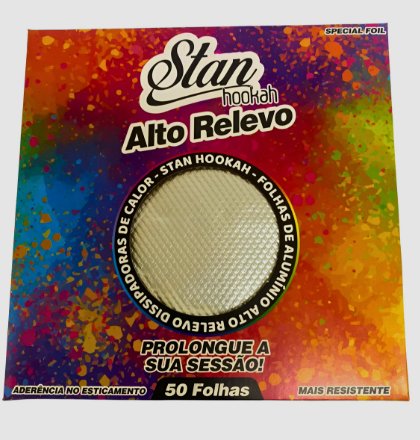 SPECIAL FOIL
Stan
hookah
Alto Relevo
STAN HOOKAH - FOLHAS DE ALUMÍNIO ALTO RELEVO DISSIPADORAS DE CALOR -
PROLONGUE A
SUA SESSÃO!
ADERÊNCIA NO ESTICAMENTO
50 Folhas
MAIS RESISTENTE